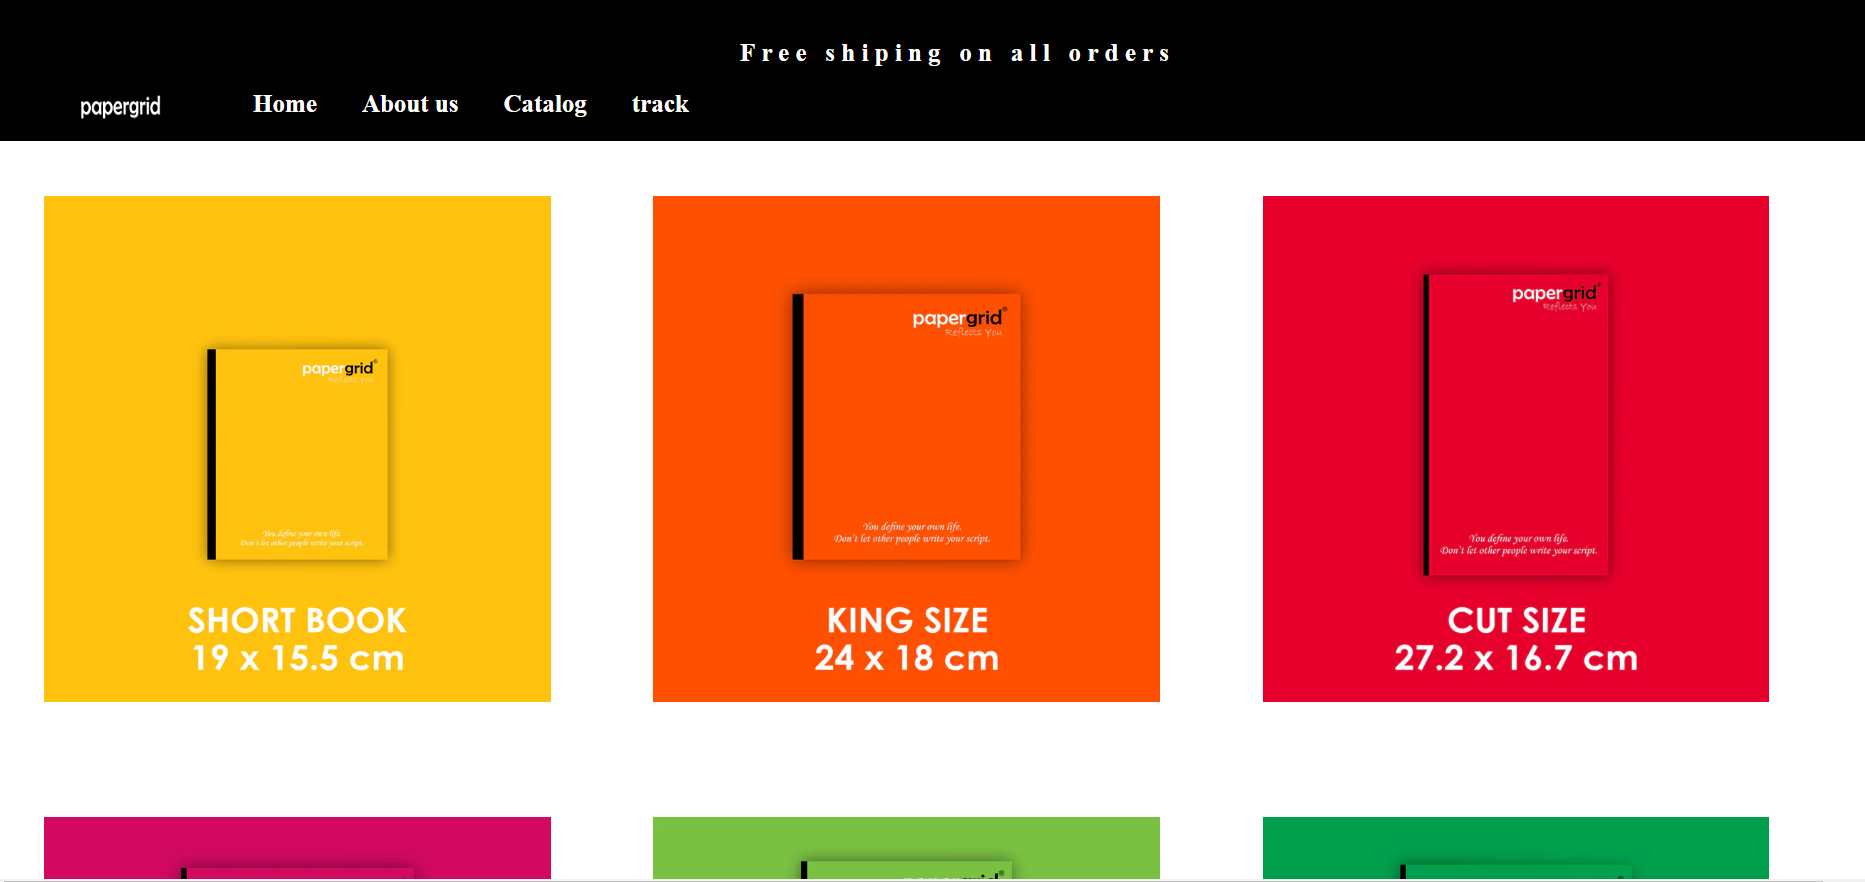 Free shiping on all orders
papergrid
Home
About us
Catalog
track
papergrid®
Reflects You
You define your own life.
Don't let other people write your script.
SHORT BOOK
19 x 15.5 cm
papergrid®
Reflects You
You define your own life.
Don't let other people write your script.
KING SIZE
24 x 18 cm
papergrid®
Reflects You
You define your own life.
Don't let other people write your script.
CUT SIZE
27.2 x 16.7 cm